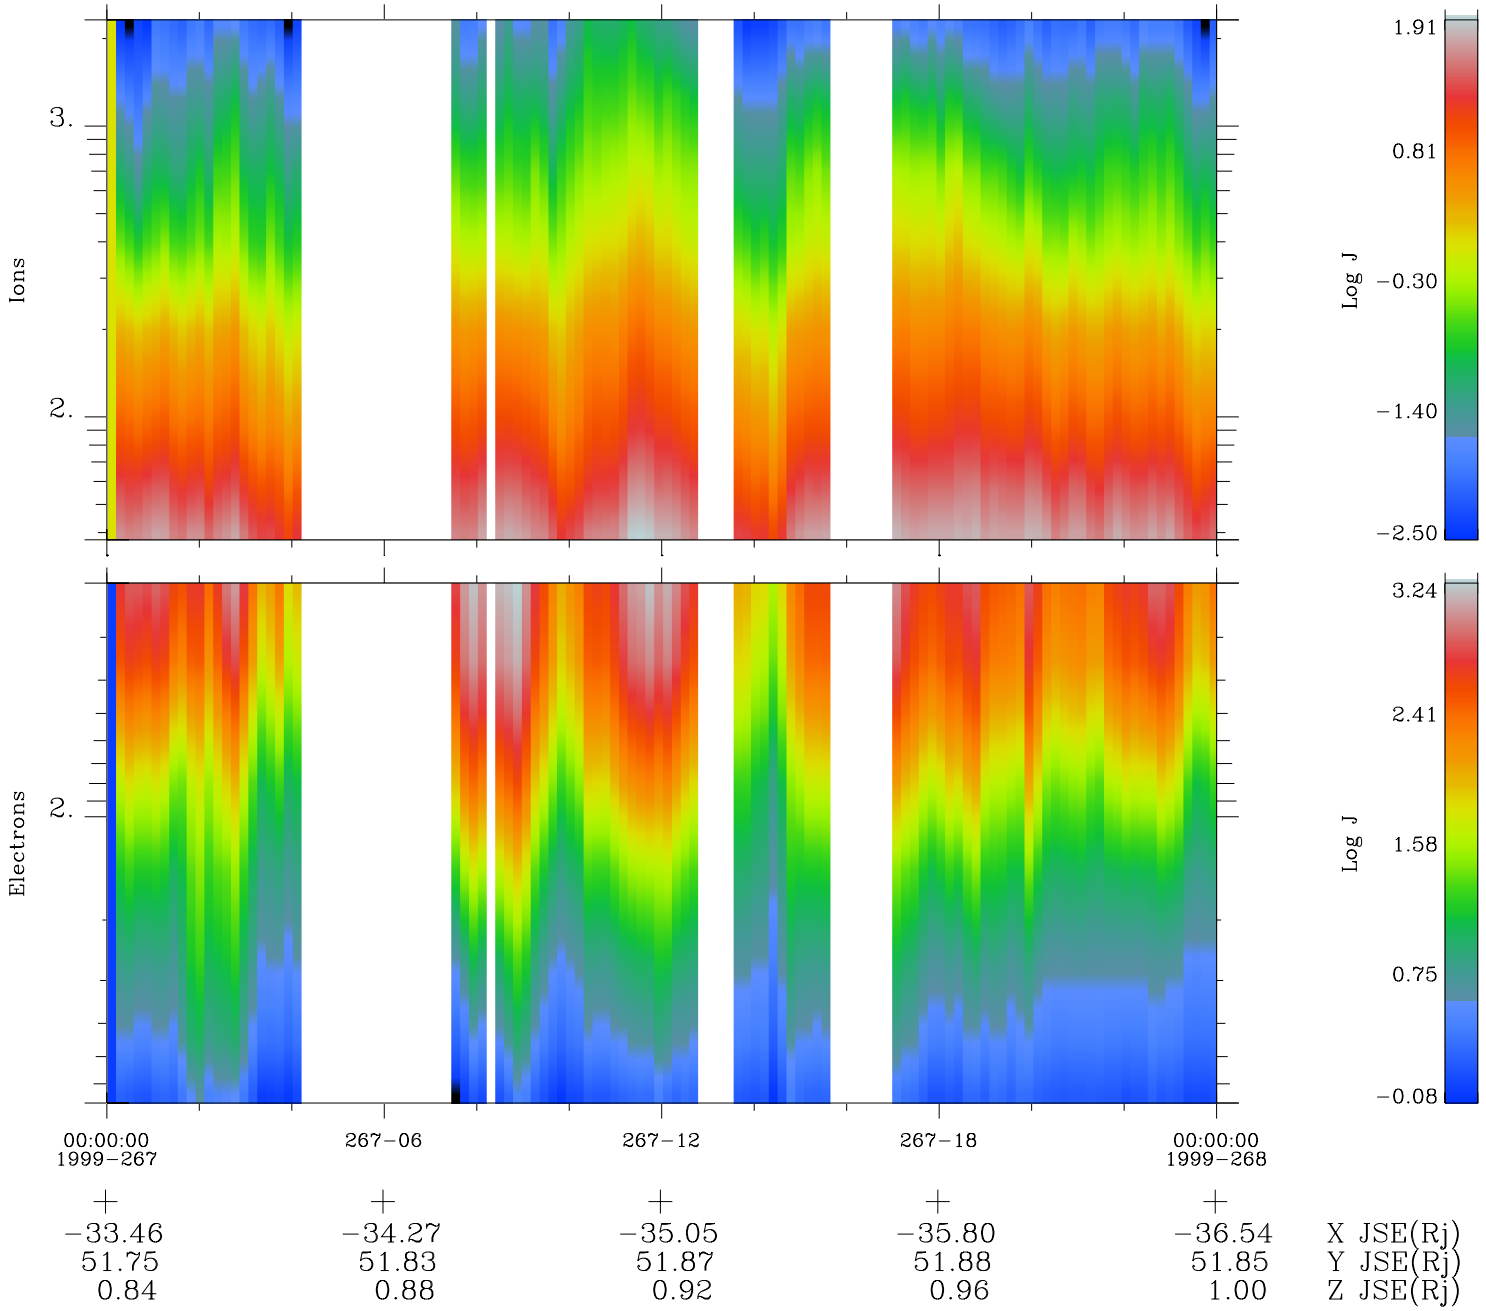 3.
2.
Ions
1.91
0.81
−0.30
−1.40
−2.50
Log J
2.
Electrons
3.24
2.41
1.58
0.75
−0.08
Log J
00:00:00 267−06 267−12 267−18 00:00:00
1999−267 1999−268
−33.46 −34.27 −35.05 −35.80 −36.54 X JSE(Rj)
51.75 51.83 51.87 51.88 51.85 Y JSE(Rj)
0.84 0.88 0.92 0.96 1.00 Z JSE(Rj)